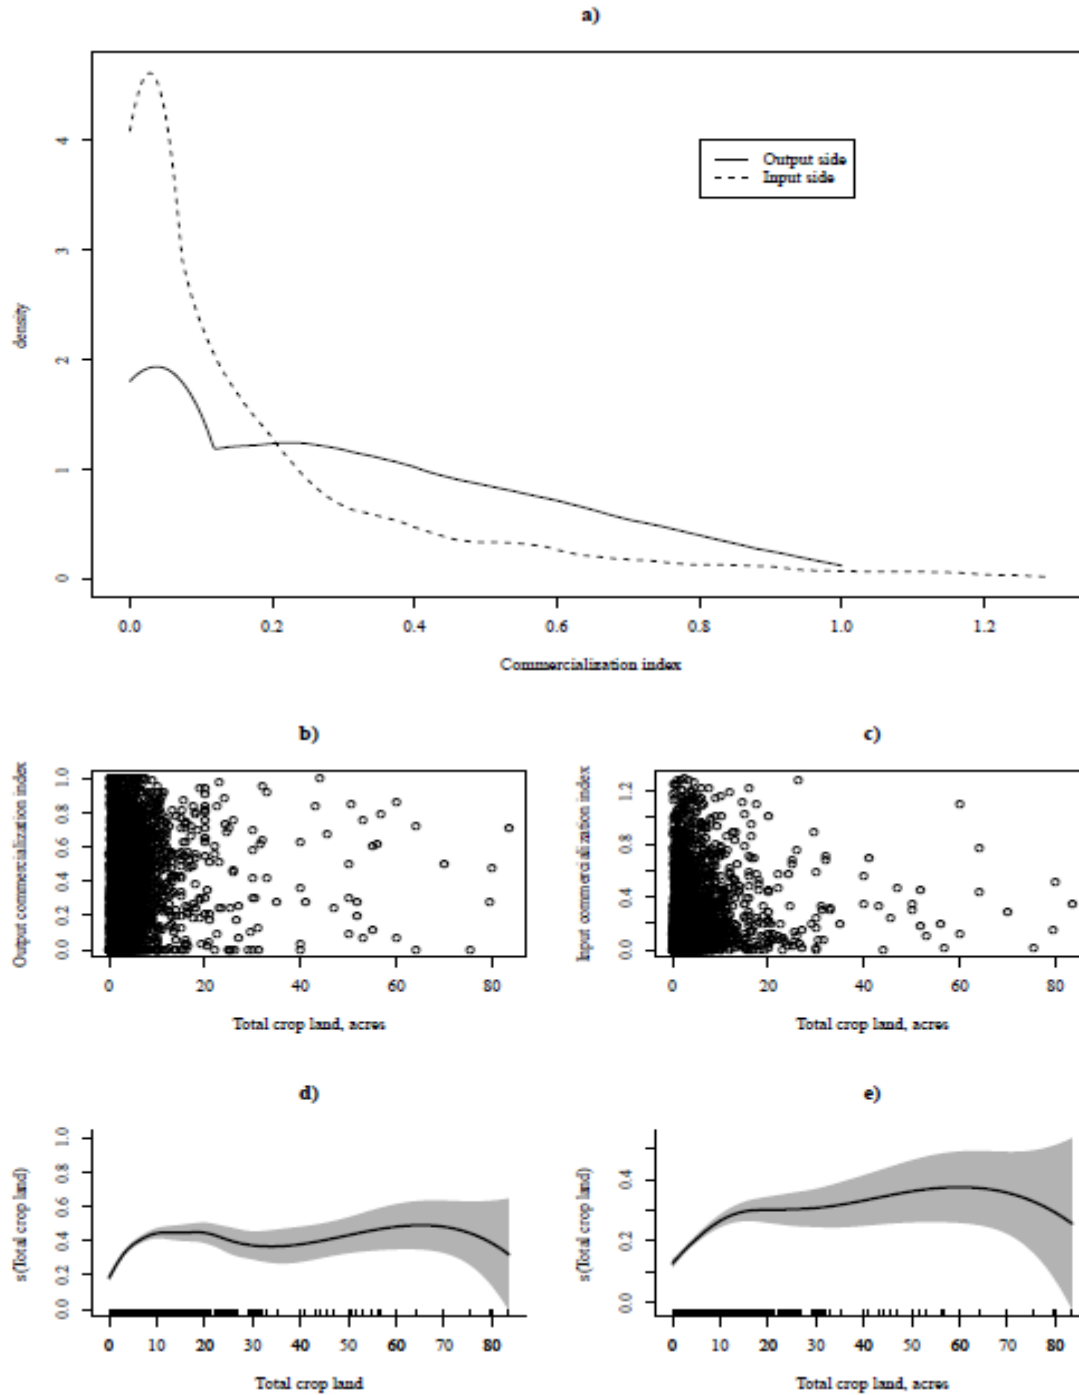 a)
4
3
2
1
0
density
Output side
Input side
0.0 0.2 0.4 0.6 0.8 1.0 1.2
Commercialization index
b)
Output commercialization index
1.0
0.8
0.6
0.4
0.2
0.0
0 20 40 60 80
Total crop land, acres
c)
Input commercialization index
1.2
0.8
0.4
0.0
0 20 40 60 80
Total crop land, acres
d)
s(Total crop land)
1.0
0.8
0.6
0.4
0.2
0.0
0 10 20 30 40 50 60 70 80
Total crop land
e)
s(Total crop land)
0.4
0.2
0.0
0 10 20 30 40 50 60 70 80
Total crop land, acres